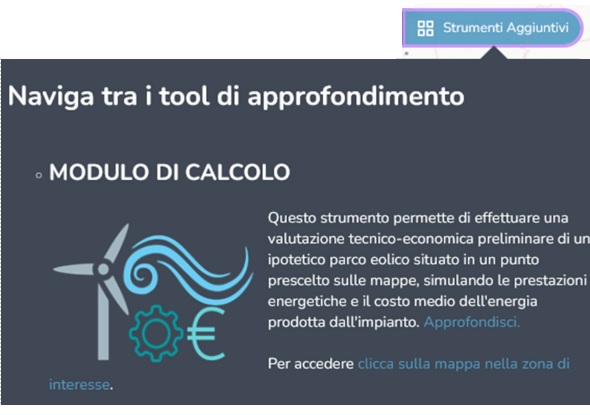 Strumenti Aggiuntivi
Naviga tra i tool di approfondimento
MODULO DI CALCOLO
Questo strumento permette di effettuare una
valutazione tecnico-economica preliminare di un
ipotetico parco eolico situato in un punto
prescelto sulle mappe, simulando le prestazioni
energetiche e il costo medio dell'energia
prodotta dall'impianto. Approfondisci.
Per accedere clicca sulla mappa nella zona di
interesse.